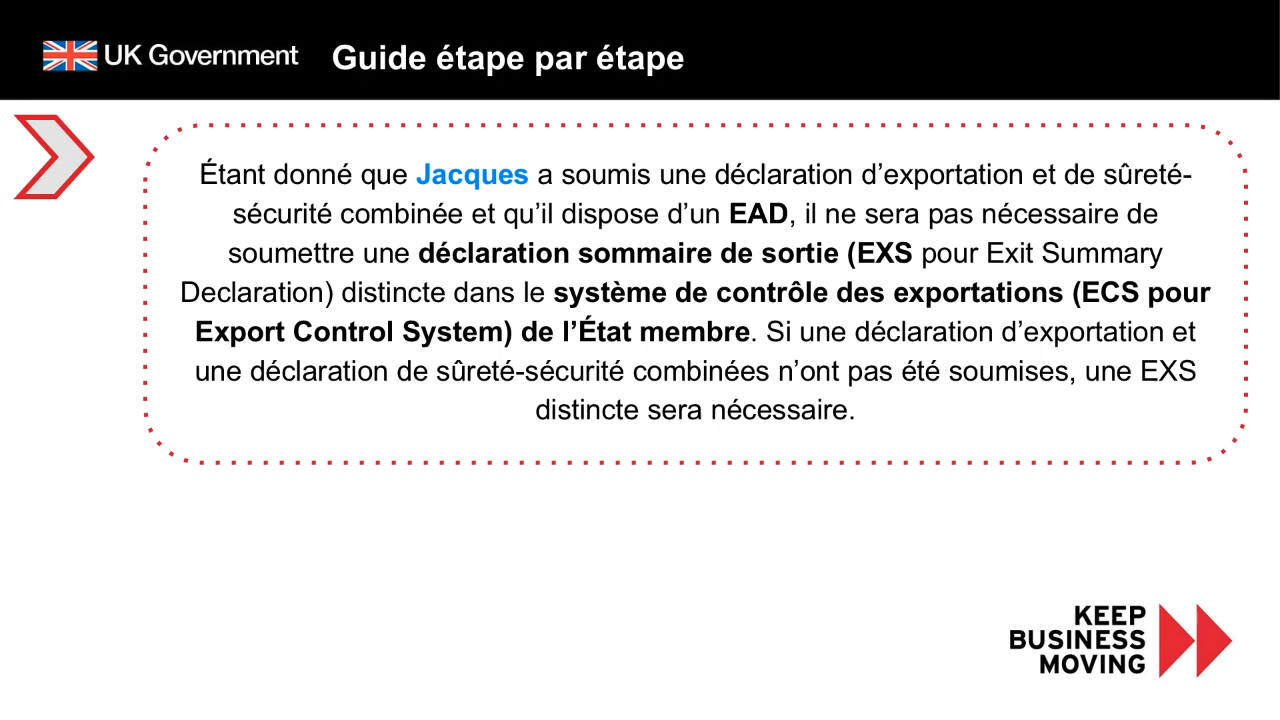 UK Government
Guide étape par étape
Étant donné que Jacques a soumis une déclaration d’exportation et de sûreté-
sécurité combinée et qu’il dispose d’un EAD, il ne sera pas nécessaire de
soumettre une déclaration sommaire de sortie (EXS pour Exit Summary
Declaration) distincte dans le système de contrôle des exportations (ECS pour
Export Control System) de l’État membre. Si une déclaration d’exportation et
une déclaration de sûreté-sécurité combinées n’ont pas été soumises, une EXS
distincte sera nécessaire.
KEEP
BUSINESS
MOVING